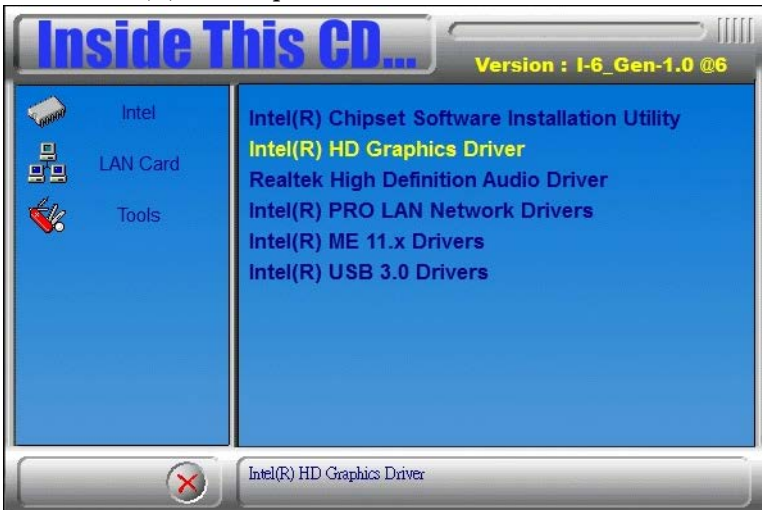 Inside This CD...
Version : I-6_Gen-1.0 @6
Intel
LAN Card
Tools
Intel(R) Chipset Software Installation Utility
Intel(R) HD Graphics Driver
Realtek High Definition Audio Driver
Intel(R) PRO LAN Network Drivers
Intel(R) ME 11.x Drivers
Intel(R) USB 3.0 Drivers
Intel(R) HD Graphics Driver